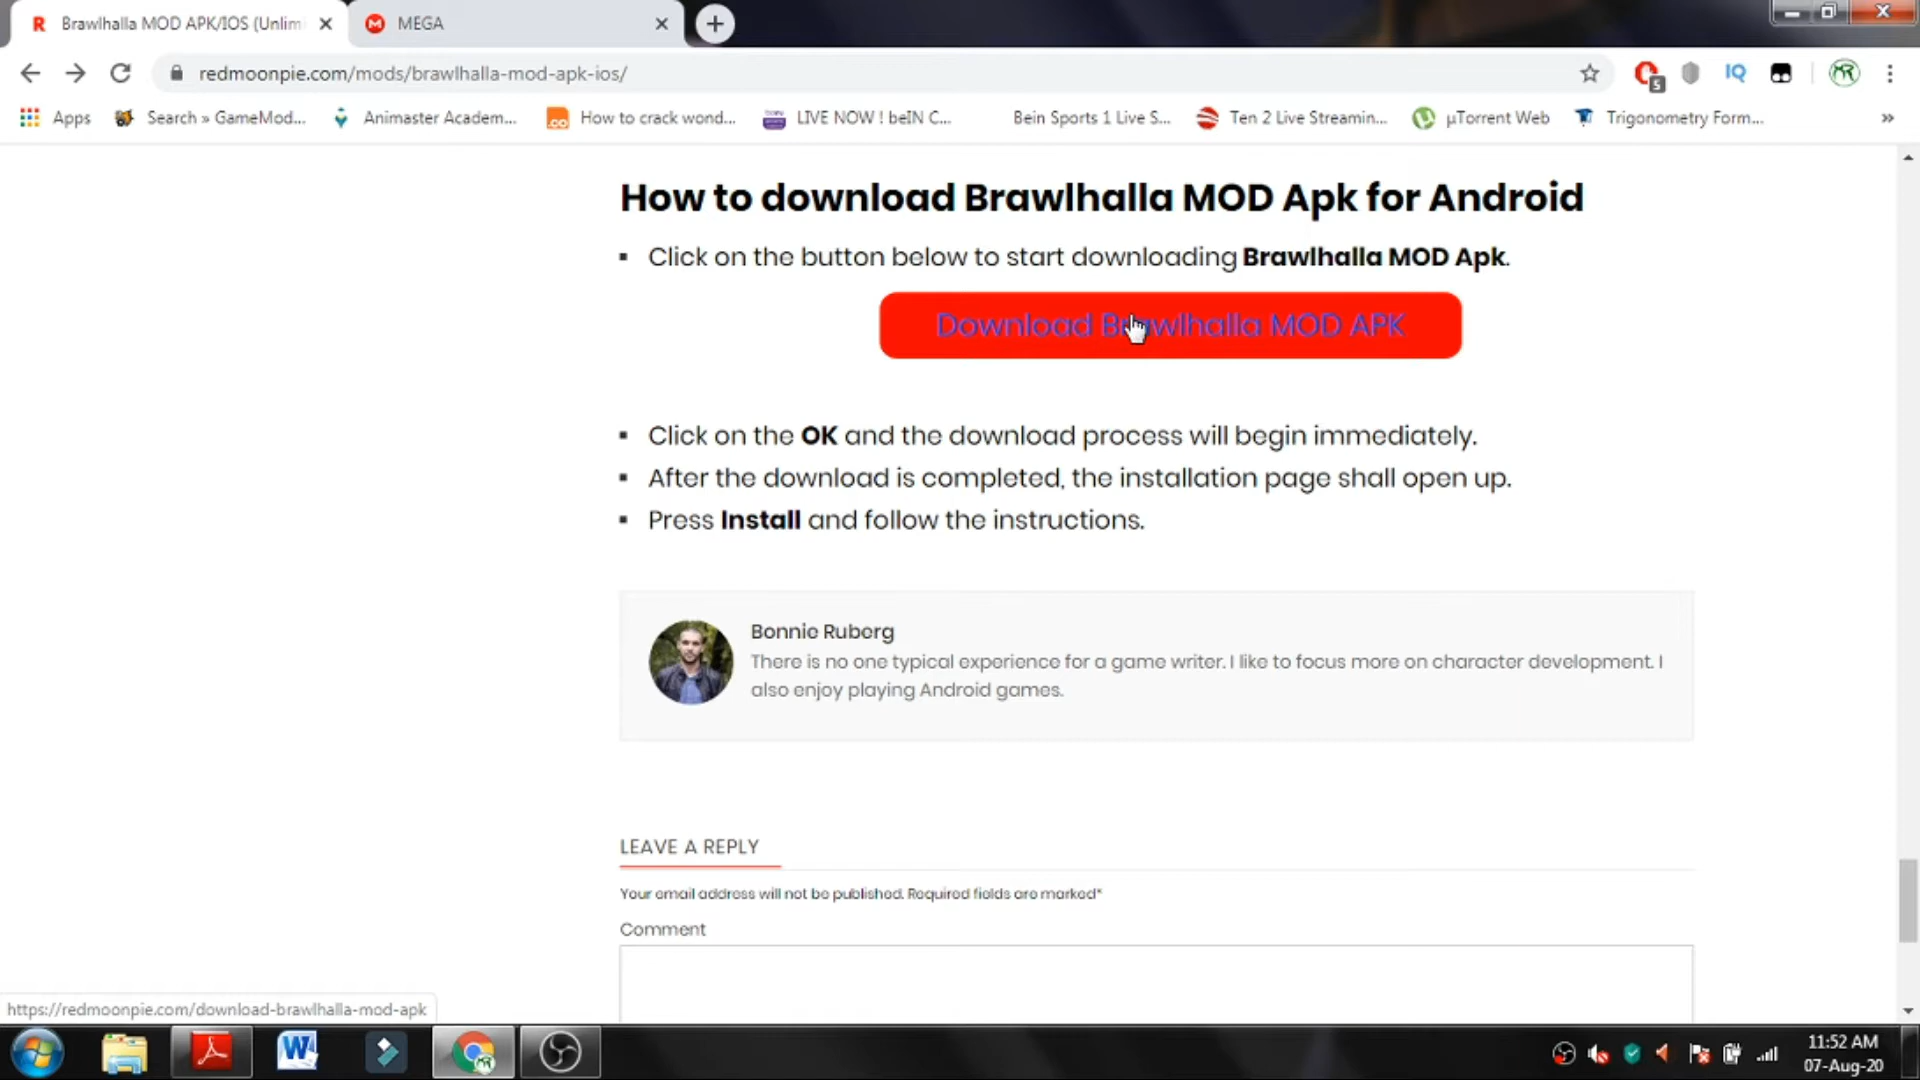 Brawlhalla MOD APK/IOS (Unlim
MEGA
redmoonpie.com/mods/brawlhalla-mod-apk-ios/
5
IQ
Apps
Search » GameMod...
Animaster Academ...
How to crack wond...
LIVE NOW ! beIN C...
Bein Sports 1 Live S...
Ten 2 Live Streamin...
µTorrent Web
Trigonometry Form...
»
How to download Brawlhalla MOD Apk for Android
▪ Click on the button below to start downloading Brawlhalla MOD Apk.
Download Brawlhalla MOD APK
▪ Click on the OK and the download process will begin immediately.
▪ After the download is completed, the installation page shall open up.
▪ Press Install and follow the instructions.
Bonnie Ruberg
There is no one typical experience for a game writer. I like to focus more on character development. I
also enjoy playing Android games.
LEAVE A REPLY
Your email address will not be published. Required fields are marked*
Comment
https://redmoonpie.com/download-brawlhalla-mod-apk
11:52 AM
07-Aug-20